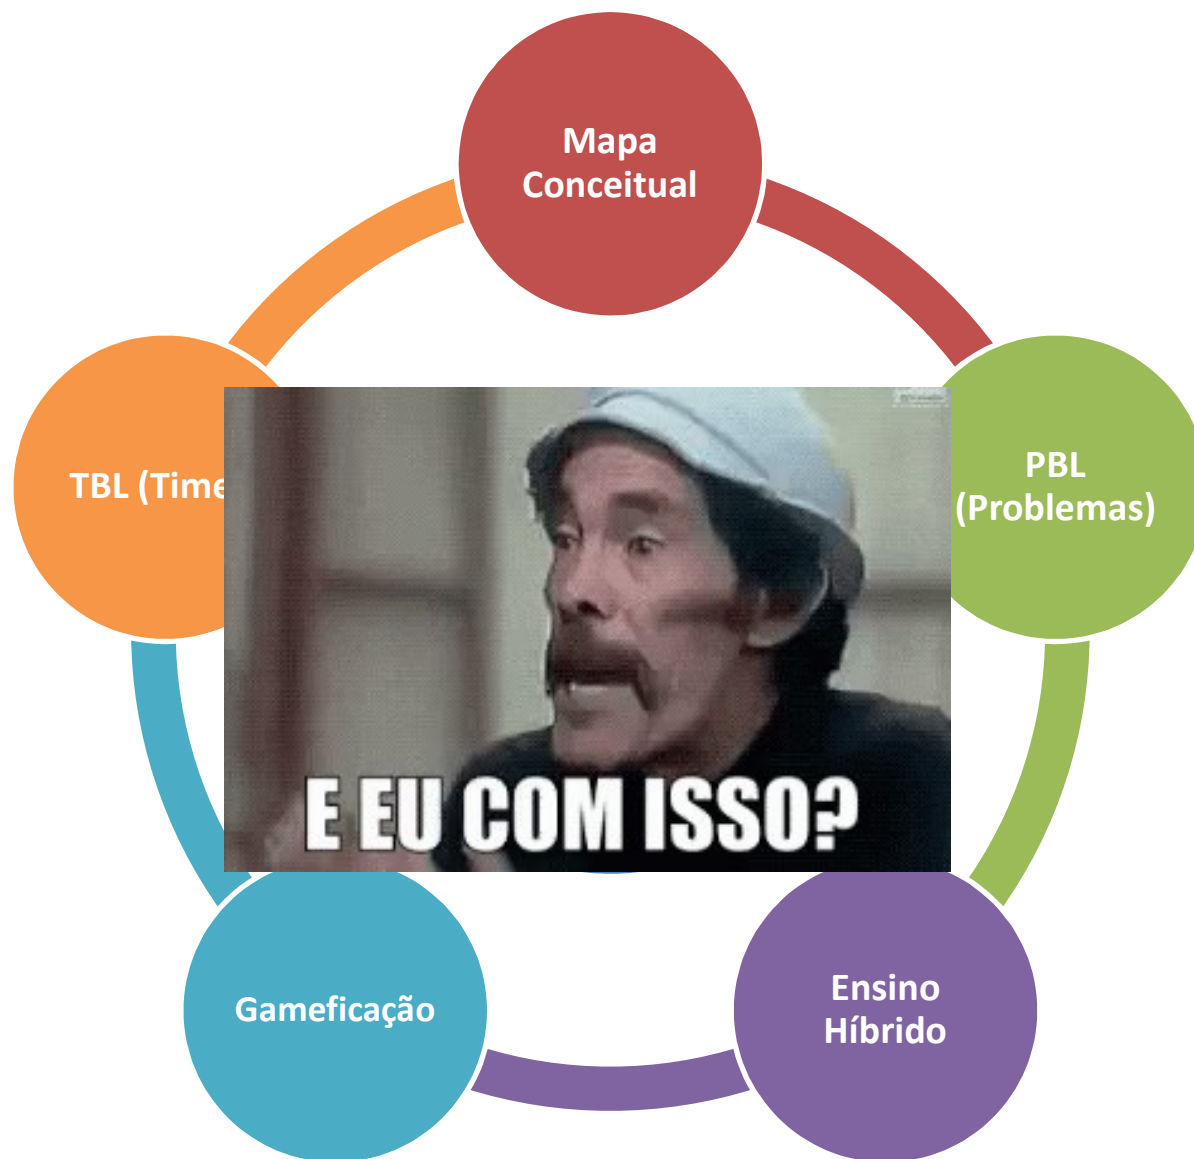 Mapa
Conceitual
TBL (Time
PBL
(Problemas)
E EU COM ISSO?
Gameficação
Ensino
Híbrido